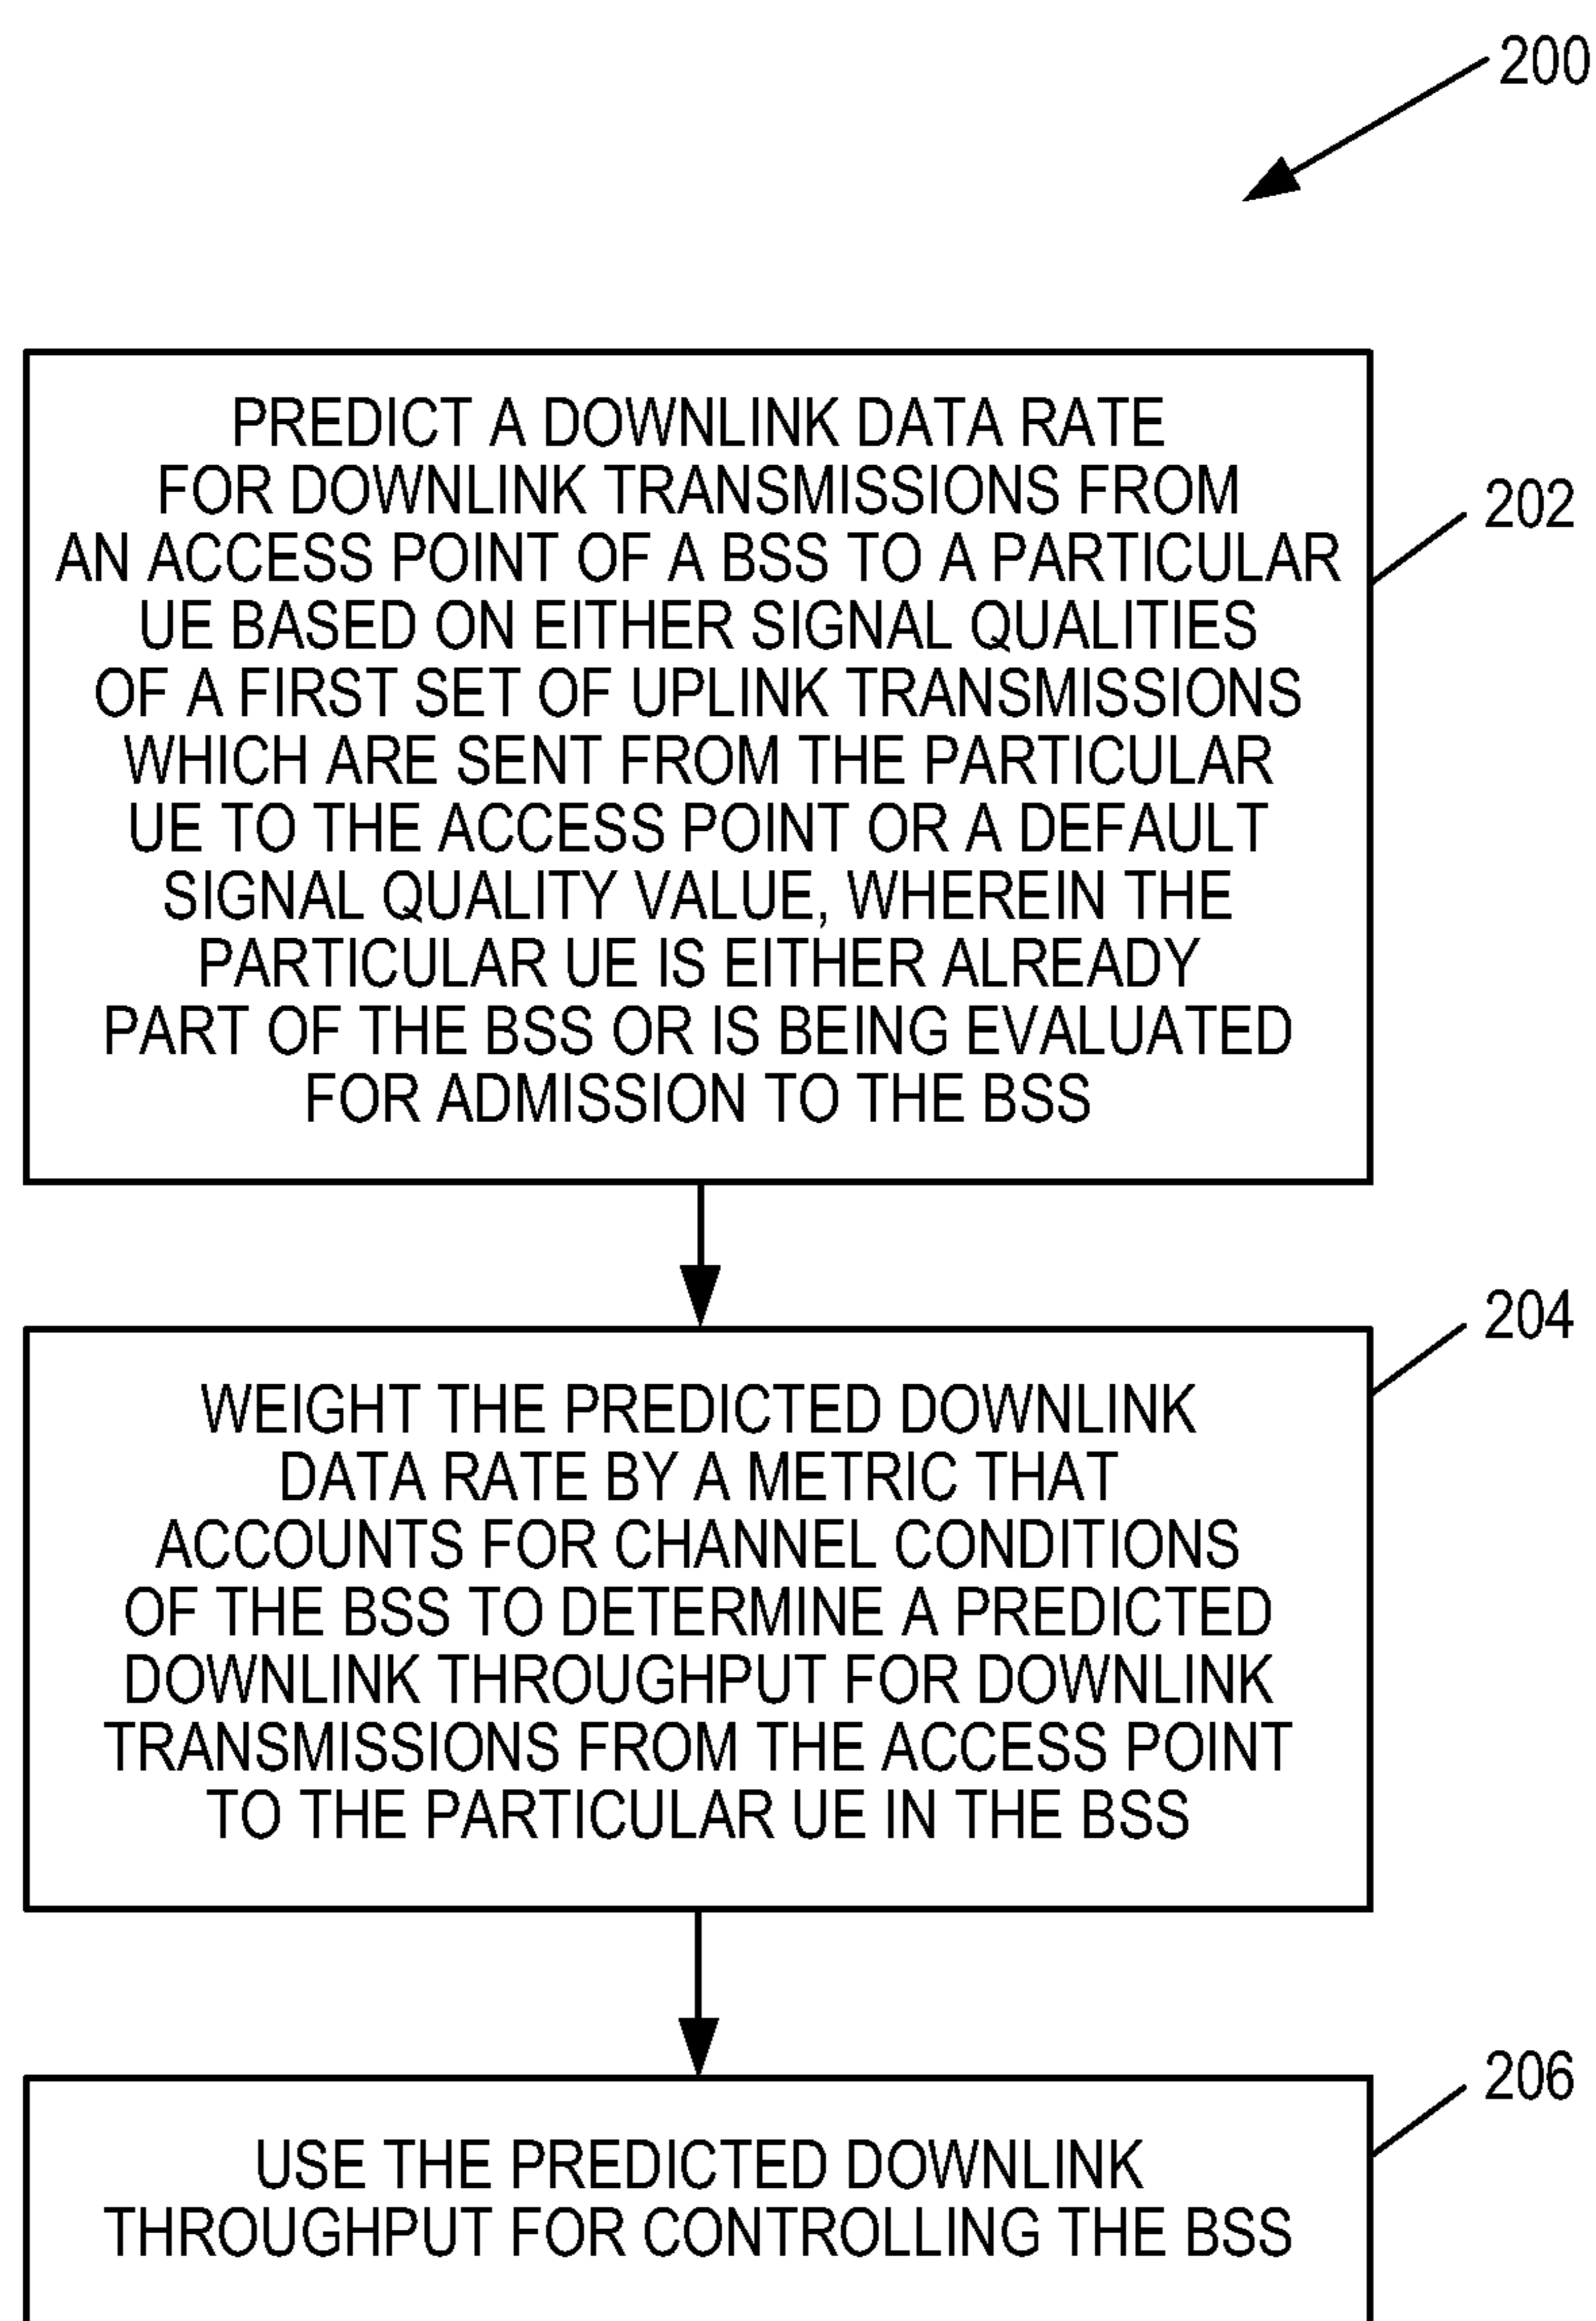 200
PREDICT A DOWNLINK DATA RATE
FOR DOWNLINK TRANSMISSIONS FROM
AN ACCESS POINT OF A BSS TO A PARTICULAR
UE BASED ON EITHER SIGNAL QUALITIES
OF A FIRST SET OF UPLINK TRANSMISSIONS
WHICH ARE SENT FROM THE PARTICULAR
UE TO THE ACCESS POINT OR A DEFAULT
SIGNAL QUALITY VALUE, WHEREIN THE
PARTICULAR UE IS EITHER ALREADY
PART OF THE BSS OR IS BEING EVALUATED
FOR ADMISSION TO THE BSS
202
WEIGHT THE PREDICTED DOWNLINK
DATA RATE BY A METRIC THAT
ACCOUNTS FOR CHANNEL CONDITIONS
OF THE BSS TO DETERMINE A PREDICTED
DOWNLINK THROUGHPUT FOR DOWNLINK
TRANSMISSIONS FROM THE ACCESS POINT
TO THE PARTICULAR UE IN THE BSS
204
USE THE PREDICTED DOWNLINK
THROUGHPUT FOR CONTROLLING THE BSS
206